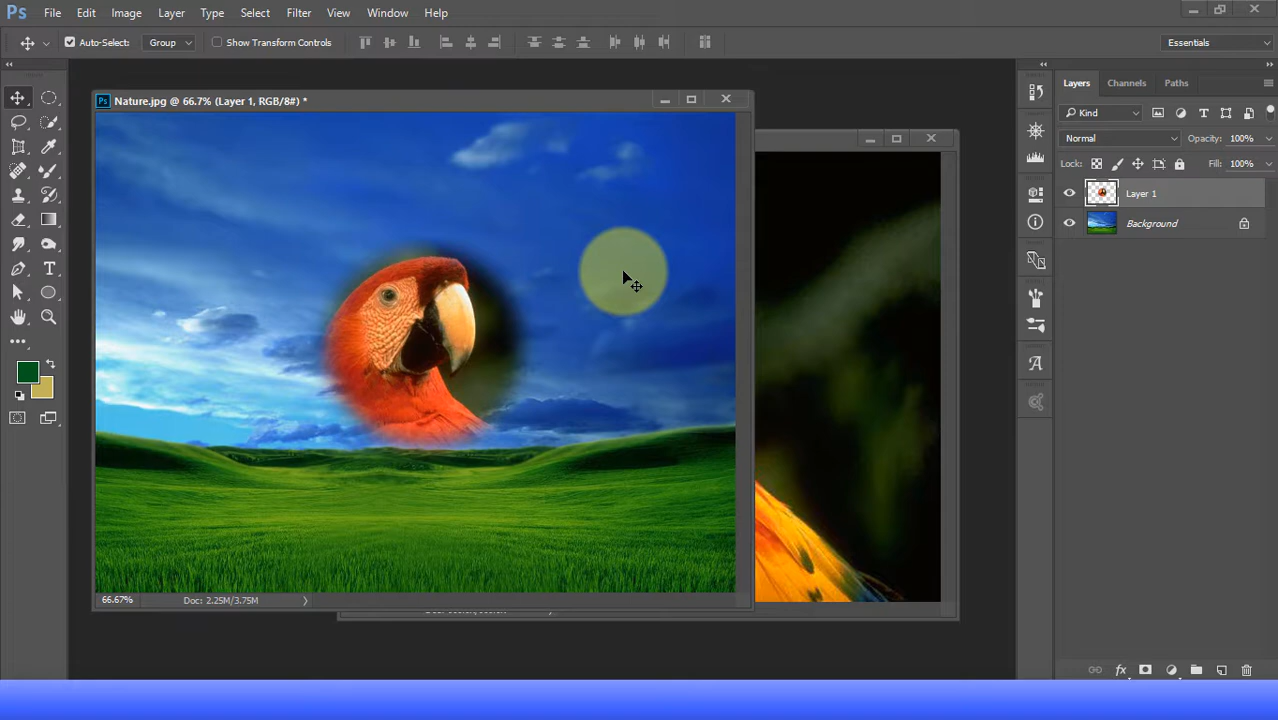 Ps File Edit Image Layer Type Select Filter View Window Help
Auto-Select: Group Show Transform Controls Essentials
Ps Nature.jpg @ 66.7% (Layer 1, RGB/8#) *
66.67% Doc: 2.25M/3.75M
Layers Channels Paths
Kind
Normal Opacity: 100%
Lock: Fill: 100%
Layer 1
Background
fx